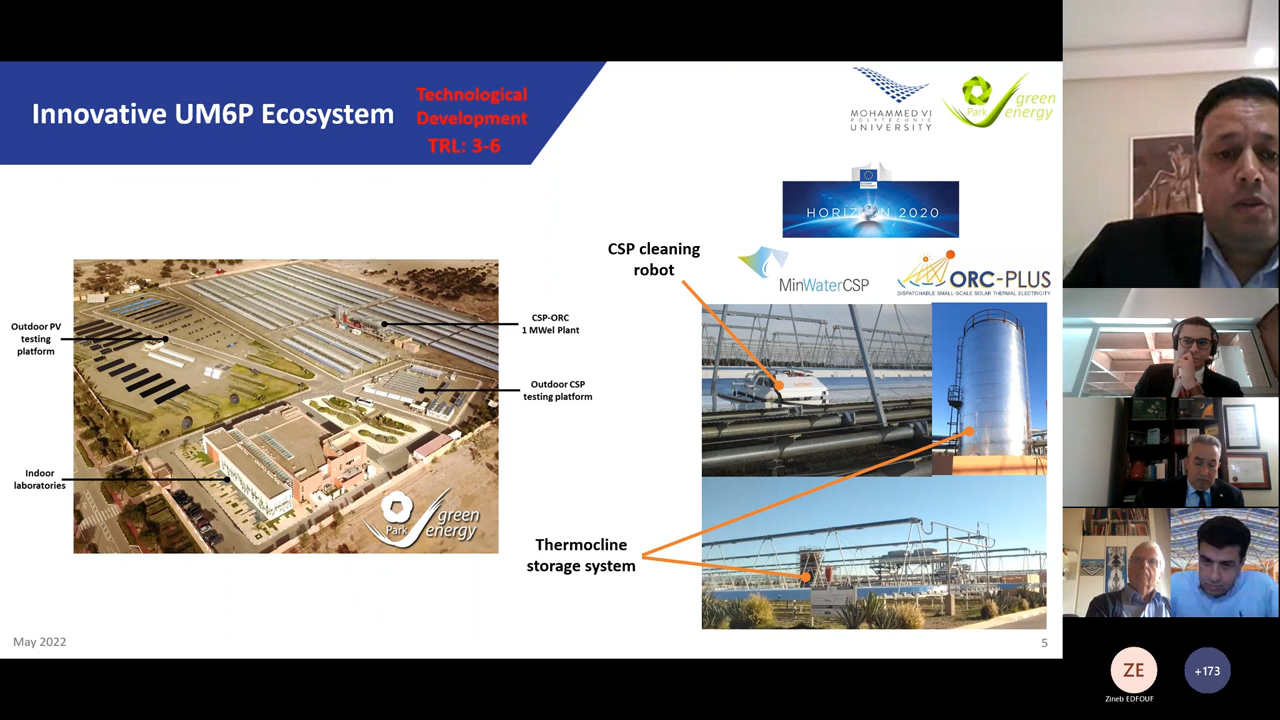 Innovative UM6P Ecosystem
Technological
Development
TRL: 3-6
MOHAMMED VI
POLYTECHNIC
UNIVERSITY
Park
green
energy
HORIZON 2020
CSP cleaning
robot
MinWaterCSP
ORC-PLUS
DISPATCHABLE SMALL-SCALE SOLAR THERMAL ELECTRICITY
Outdoor PV
testing
platform
CSP-ORC
1 MWel Plant
Outdoor CSP
testing platform
Indoor
laboratories
Park
green
energy
Thermocline
storage system
May 2022
5
ZE
Zineb EDFOUF
+173